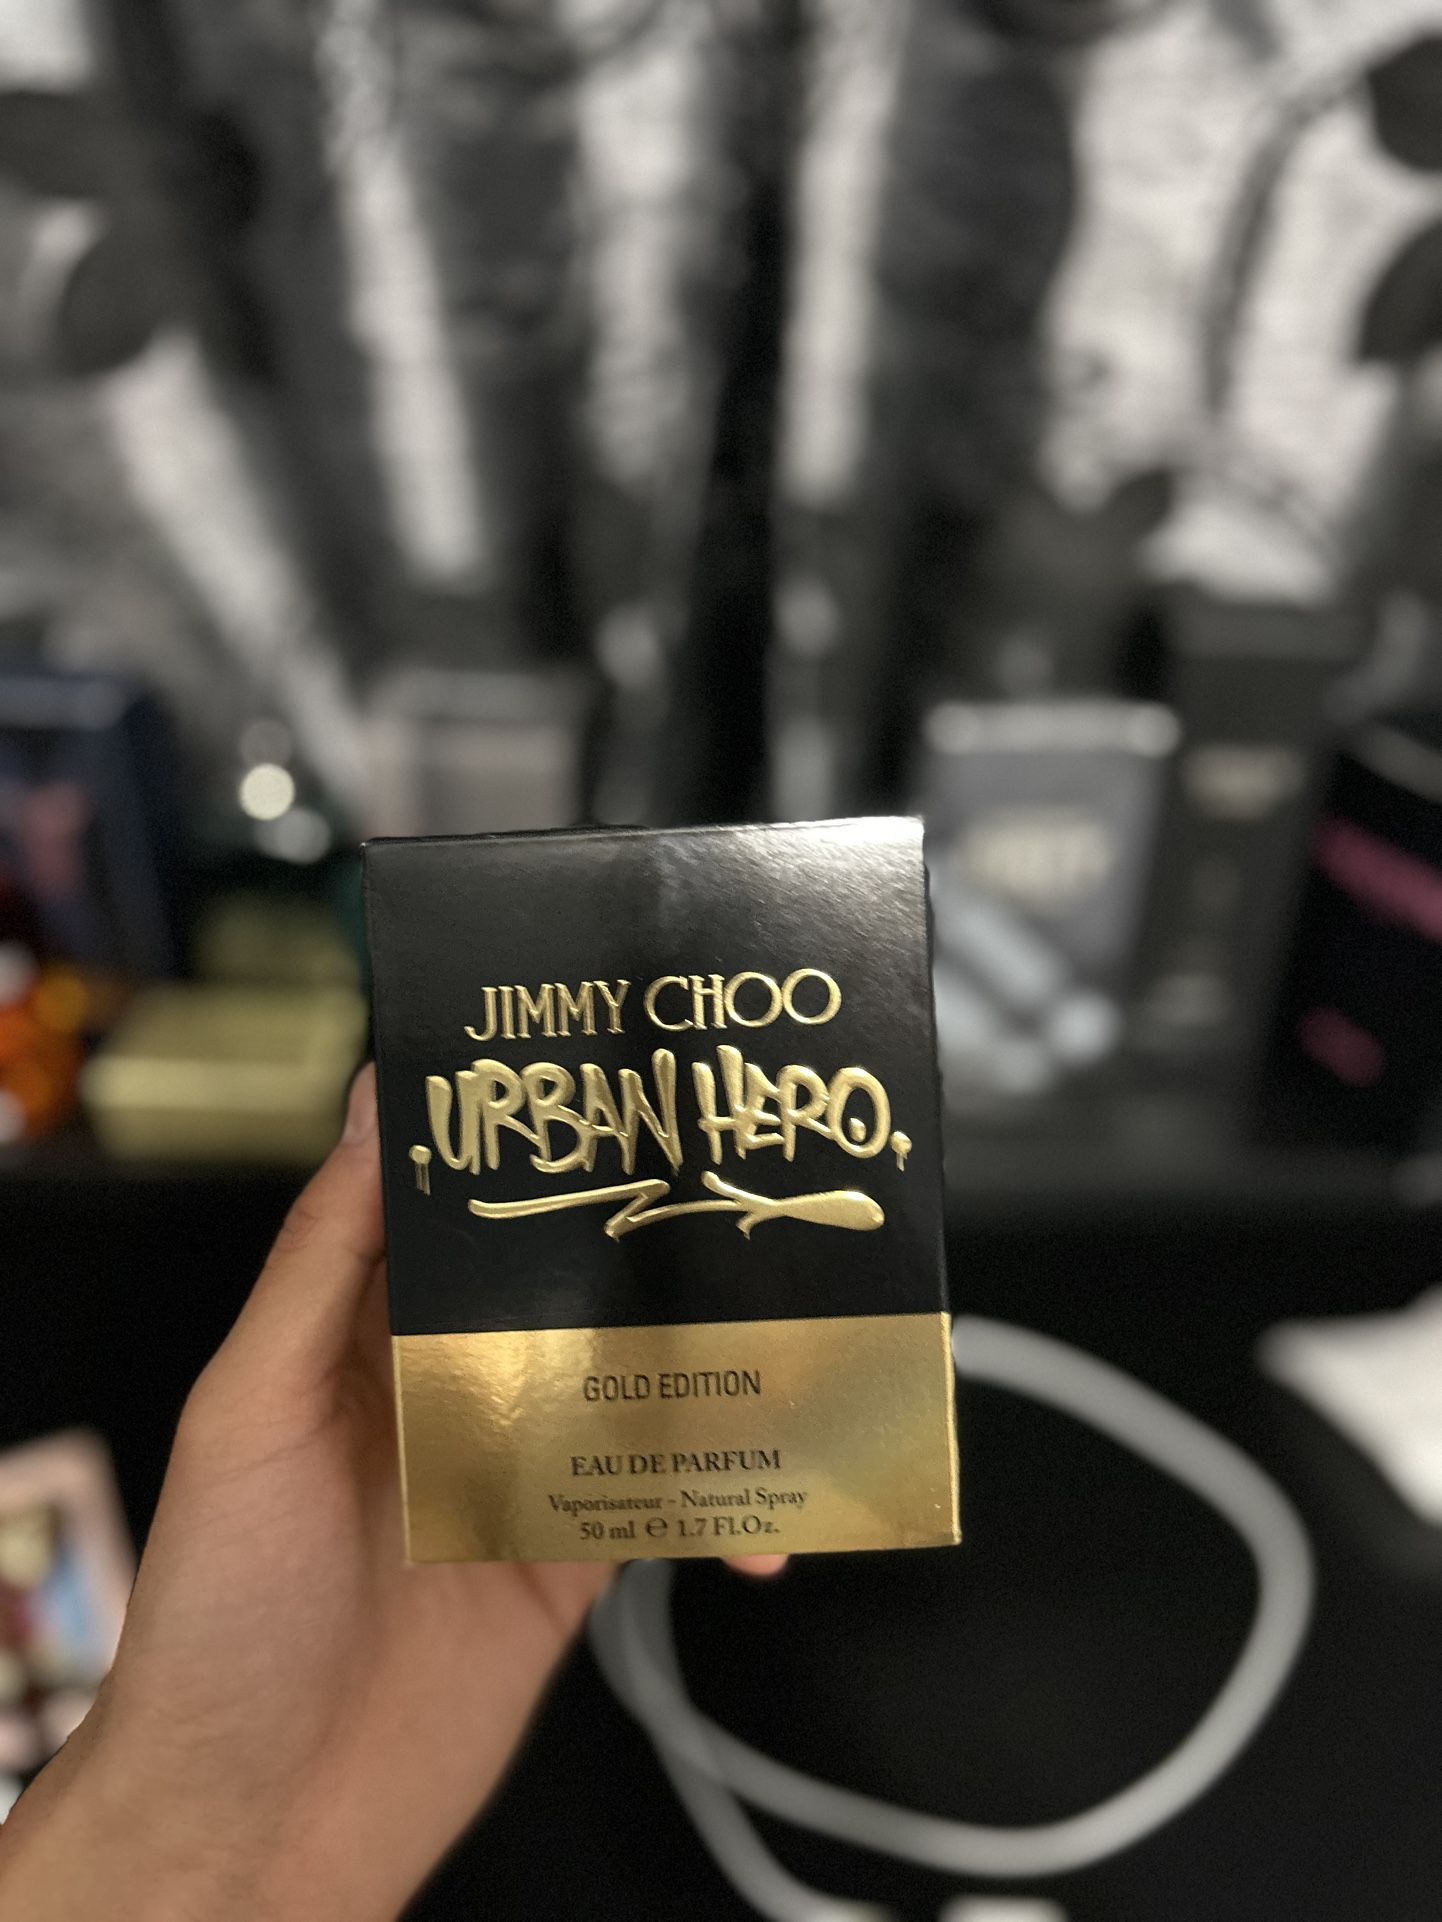 JIMMY CHOO
URBAN HERO
GOLD EDITION
EAU DE PARFUM
Vaporisateur - Natural Spray
50 ml ℮ 1.7 Fl.Oz.